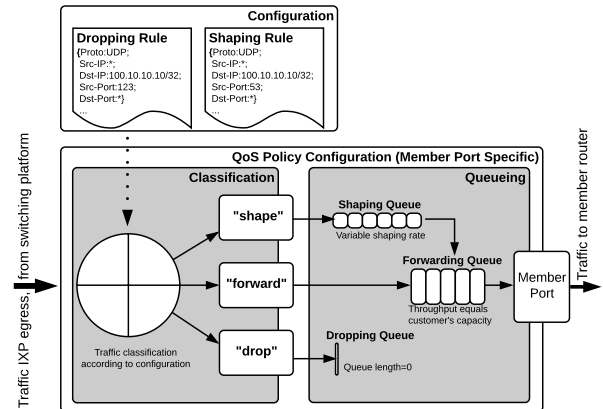 Configuration
Dropping Rule
{Proto:UDP;
Src-IP:*;
Dst-IP:100.10.10.10/32;
Src-Port:123;
Dst-Port:*}
...
Shaping Rule
{Proto:UDP;
Src-IP:*;
Dst-IP:100.10.10.10/32;
Src-Port:53;
Dst-Port:*}
...
Traffic IXP egress, from switching platform
QoS Policy Configuration (Member Port Specific)
Classification
Traffic classification
according to configuration
"shape"
"forward"
"drop"
Queueing
Shaping Queue
Variable shaping rate
Forwarding Queue
Throughput equals
customer's capacity
Dropping Queue
Queue length=0
Member
Port
Traffic to member router